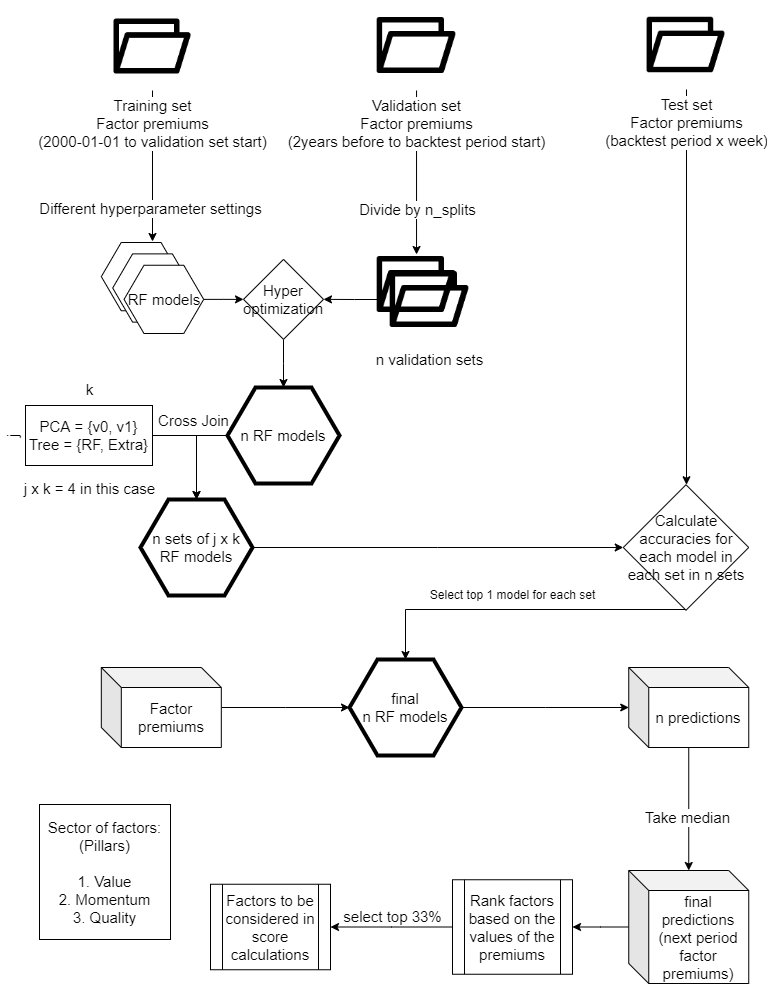 Training set
Factor premiums
(2000-01-01 to validation set start)
Validation set
Factor premiums
(2years before to backtest period start)
Test set
Factor premiums
(backtest period x week)
Different hyperparameter settings
Divide by n_splits
RF models
Hyper
optimization
n validation sets
k
j
PCA = {v0, v1}
Tree = {RF, Extra}
Cross Join
n RF models
j x k = 4 in this case
n sets of j x k
RF models
Calculate
accuracies for
each model in
each set in n sets
Select top 1 model for each set
Factor
premiums
final
n RF models
n predictions
Take median
Sector of factors:
(Pillars)
1. Value
2. Momentum
3. Quality
Factors to be
considered in
score
calculations
select top 33%
Rank factors
based on the
values of the
premiums
final
predictions
(next period
factor
premiums)